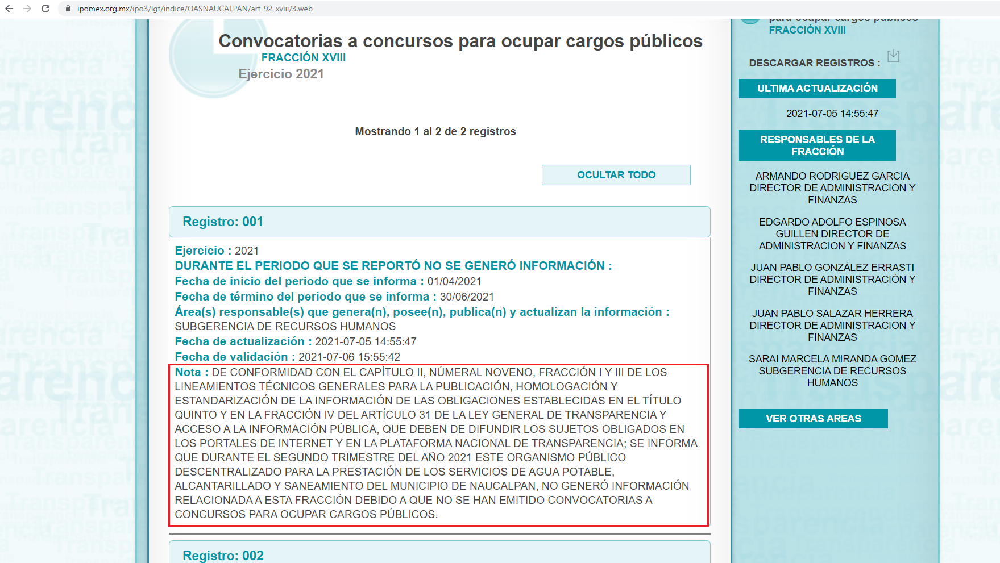 ipomex.org.mx/ipo3/lgt/indice/OASNAUCALPAN/art_92_xviii/3.web
Convocatorias a concursos para ocupar cargos públicos
FRACCIÓN XVIII
Ejercicio 2021
Mostrando 1 al 2 de 2 registros
OCULTAR TODO
Registro: 001
Ejercicio : 2021
DURANTE EL PERIODO QUE SE REPORTÓ NO SE GENERÓ INFORMACIÓN :
Fecha de inicio del periodo que se informa : 01/04/2021
Fecha de término del periodo que se informa : 30/06/2021
Área(s) responsable(s) que genera(n), posee(n), publica(n) y actualizan la información :
SUBGERENCIA DE RECURSOS HUMANOS
Fecha de actualización : 2021-07-05 14:55:47
Fecha de validación : 2021-07-06 15:55:42
Nota : DE CONFORMIDAD CON EL CAPÍTULO II, NÚMERAL NOVENO, FRACCIÓN I Y III DE LOS
LINEAMIENTOS TÉCNICOS GENERALES PARA LA PUBLICACIÓN, HOMOLOGACIÓN Y
ESTANDARIZACIÓN DE LA INFORMACIÓN DE LAS OBLIGACIONES ESTABLECIDAS EN EL TÍTULO
QUINTO Y EN LA FRACCIÓN IV DEL ARTÍCULO 31 DE LA LEY GENERAL DE TRANSPARENCIA Y
ACCESO A LA INFORMACIÓN PÚBLICA, QUE DEBEN DE DIFUNDIR LOS SUJETOS OBLIGADOS EN
LOS PORTALES DE INTERNET Y EN LA PLATAFORMA NACIONAL DE TRANSPARENCIA; SE INFORMA
QUE DURANTE EL SEGUNDO TRIMESTRE DEL AÑO 2021 ESTE ORGANISMO PÚBLICO
DESCENTRALIZADO PARA LA PRESTACIÓN DE LOS SERVICIOS DE AGUA POTABLE,
ALCANTARILLADO Y SANEAMIENTO DEL MUNICIPIO DE NAUCALPAN, NO GENERÓ INFORMACIÓN
RELACIONADA A ESTA FRACCIÓN DEBIDO A QUE NO SE HAN EMITIDO CONVOCATORIAS A
CONCURSOS PARA OCUPAR CARGOS PÚBLICOS.
Registro: 002
para ocupar cargos públicos
FRACCIÓN XVIII
DESCARGAR REGISTROS :
ULTIMA ACTUALIZACIÓN
2021-07-05 14:55:47
RESPONSABLES DE LA
FRACCIÓN
ARMANDO RODRIGUEZ GARCIA
DIRECTOR DE ADMINISTRACION Y
FINANZAS
EDGARDO ADOLFO ESPINOSA
GUILLEN DIRECTOR DE
ADMINISTRACION Y FINANZAS
JUAN PABLO GONZÁLEZ ERRASTI
DIRECTOR DE ADMINISTRACIÓN Y
FINANZAS
JUAN PABLO SALAZAR HERRERA
DIRECTOR DE ADMINISTRACION Y
FINANZAS
SARAI MARCELA MIRANDA GOMEZ
SUBGERENCIA DE RECURSOS
HUMANOS
VER OTRAS AREAS